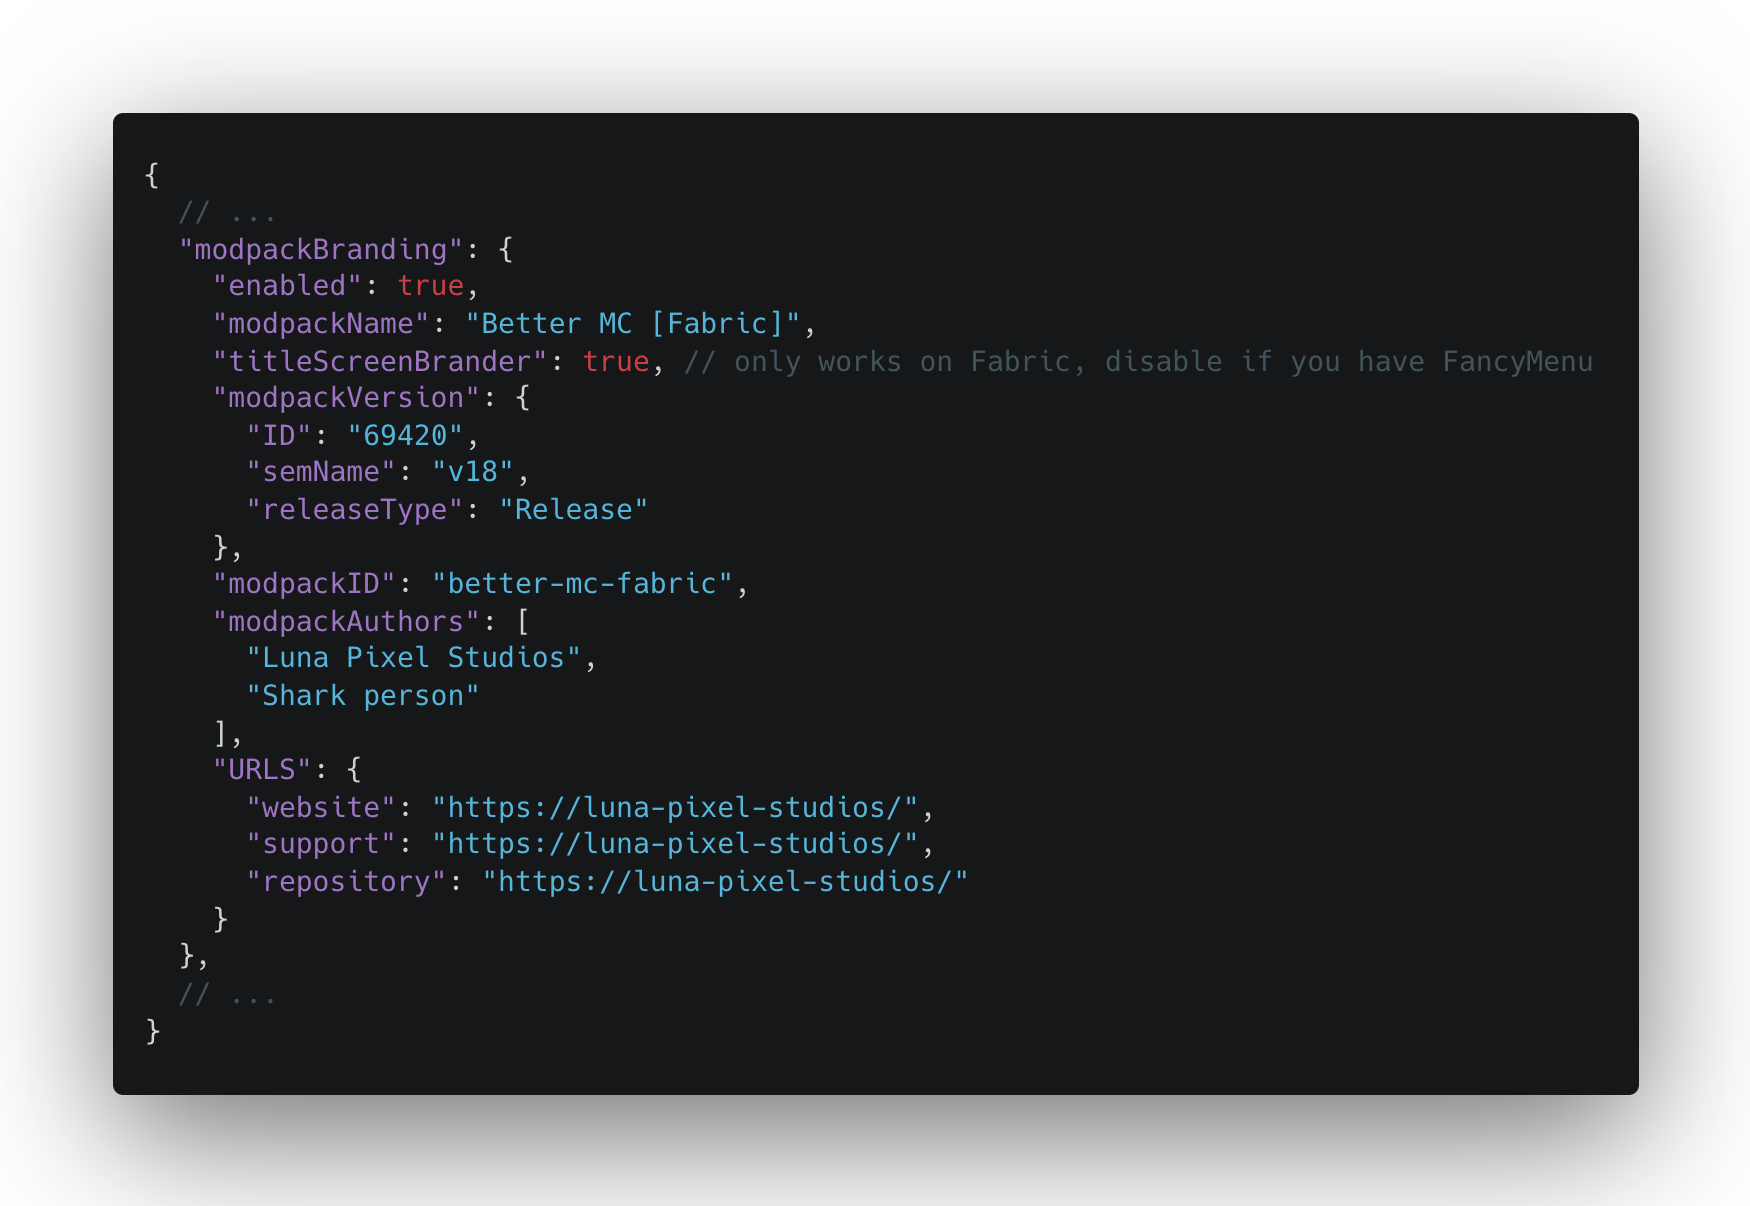 {
  // ...
  "modpackBranding": {
    "enabled": true,
    "modpackName": "Better MC [Fabric]",
    "titleScreenBrander": true, // only works on Fabric, disable if you have FancyMenu
    "modpackVersion": {
      "ID": "69420",
      "semName": "v18",
      "releaseType": "Release"
    },
    "modpackID": "better-mc-fabric",
    "modpackAuthors": [
      "Luna Pixel Studios",
      "Shark person"
    ],
    "URLS": {
      "website": "https://luna-pixel-studios/",
      "support": "https://luna-pixel-studios/",
      "repository": "https://luna-pixel-studios/"
    }
  },
  // ...
}